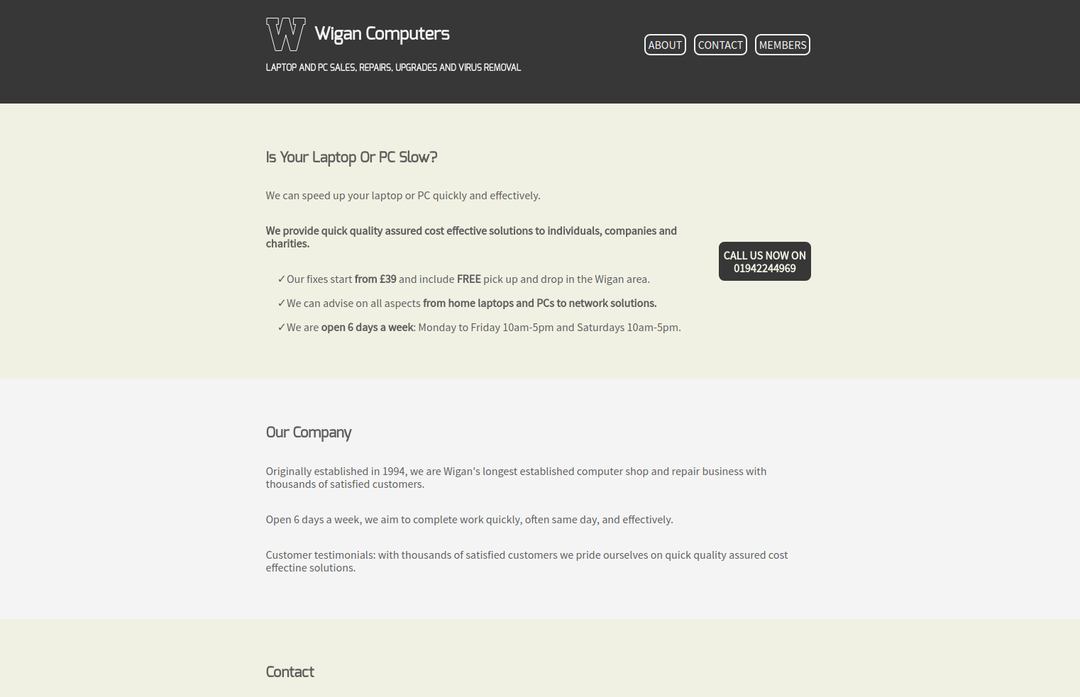 W Wigan Computers
LAPTOP AND PC SALES, REPAIRS, UPGRADES AND VIRUS REMOVAL
ABOUT CONTACT MEMBERS
Is Your Laptop Or PC Slow?
We can speed up your laptop or PC quickly and effectively.
We provide quick quality assured cost effective solutions to individuals, companies and
charities.
✓Our fixes start from £39 and include FREE pick up and drop in the Wigan area.
✓We can advise on all aspects from home laptops and PCs to network solutions.
✓We are open 6 days a week: Monday to Friday 10am-5pm and Saturdays 10am-5pm.
CALL US NOW ON
01942244969
Our Company
Originally established in 1994, we are Wigan's longest established computer shop and repair business with
thousands of satisfied customers.
Open 6 days a week, we aim to complete work quickly, often same day, and effectively.
Customer testimonials: with thousands of satisfied customers we pride ourselves on quick quality assured cost
effectine solutions.
Contact